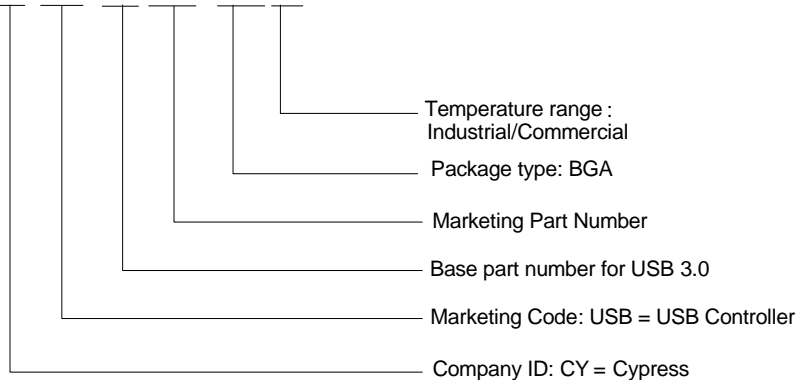 Temperature range :
Industrial/Commercial
Package type: BGA
Marketing Part Number
Base part number for USB 3.0
Marketing Code: USB = USB Controller
Company ID: CY = Cypress